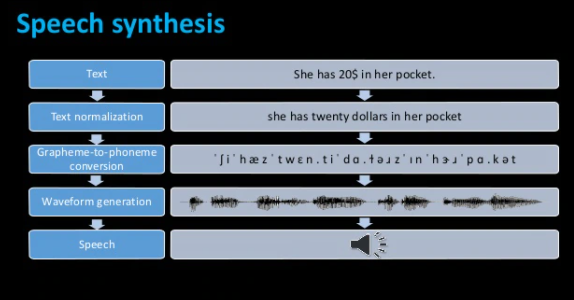 Speech synthesis
Text
She has 20$ in her pocket.
Text normalization
she has twenty dollars in her pocket
Grapheme-to-phoneme
conversion
ˈʃiˈhæzˈtwɛn.tiˈdɑ.ɫəɹzˈɪnˈhɝɹˈpɑ.kət
Waveform generation
Speech